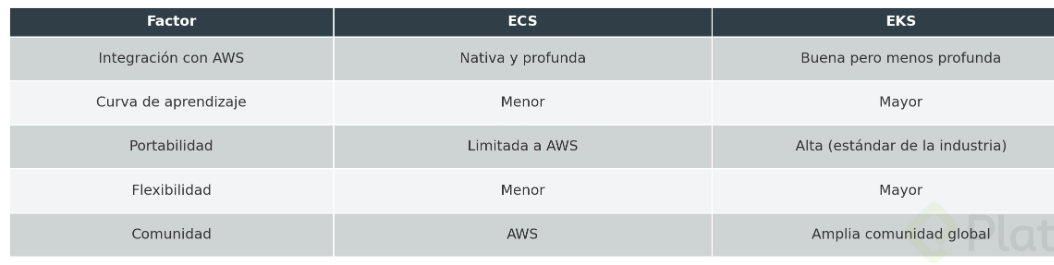 Factor ECS EKS
Integración con AWS Nativa y profunda Buena pero menos profunda
Curva de aprendizaje Menor Mayor
Portabilidad Limitada a AWS Alta (estándar de la industria)
Flexibilidad Menor Mayor
Comunidad AWS Amplia comunidad global
Plat